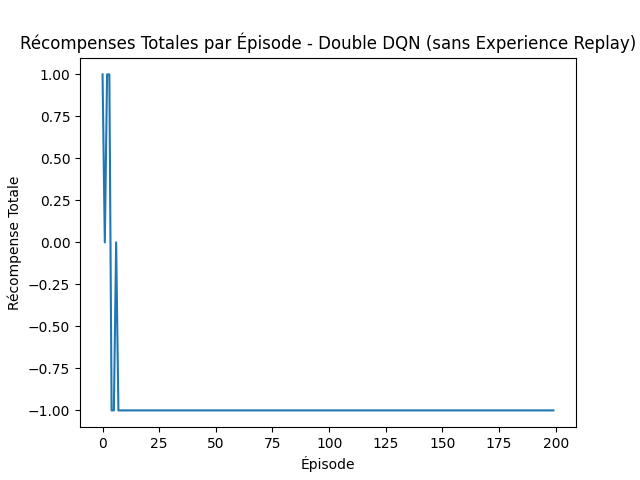 Récompenses Totales par Épisode - Double DQN (sans Experience Replay)
1.00
0.75
0.50
0.25
0.00
−0.25
−0.50
−0.75
−1.00
Récompense Totale
0 25 50 75 100 125 150 175 200
Épisode